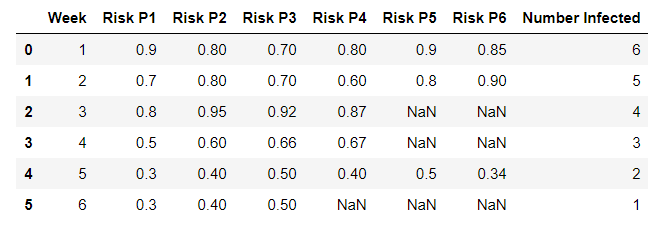 Week Risk P1 Risk P2 Risk P3 Risk P4 Risk P5 Risk P6 Number Infected
0 1 0.9 0.80 0.70 0.80 0.9 0.85 6
1 2 0.7 0.80 0.70 0.60 0.8 0.90 5
2 3 0.8 0.95 0.92 0.87 NaN NaN 4
3 4 0.5 0.60 0.66 0.67 NaN NaN 3
4 5 0.3 0.40 0.50 0.40 0.5 0.34 2
5 6 0.3 0.40 0.50 NaN NaN NaN 1